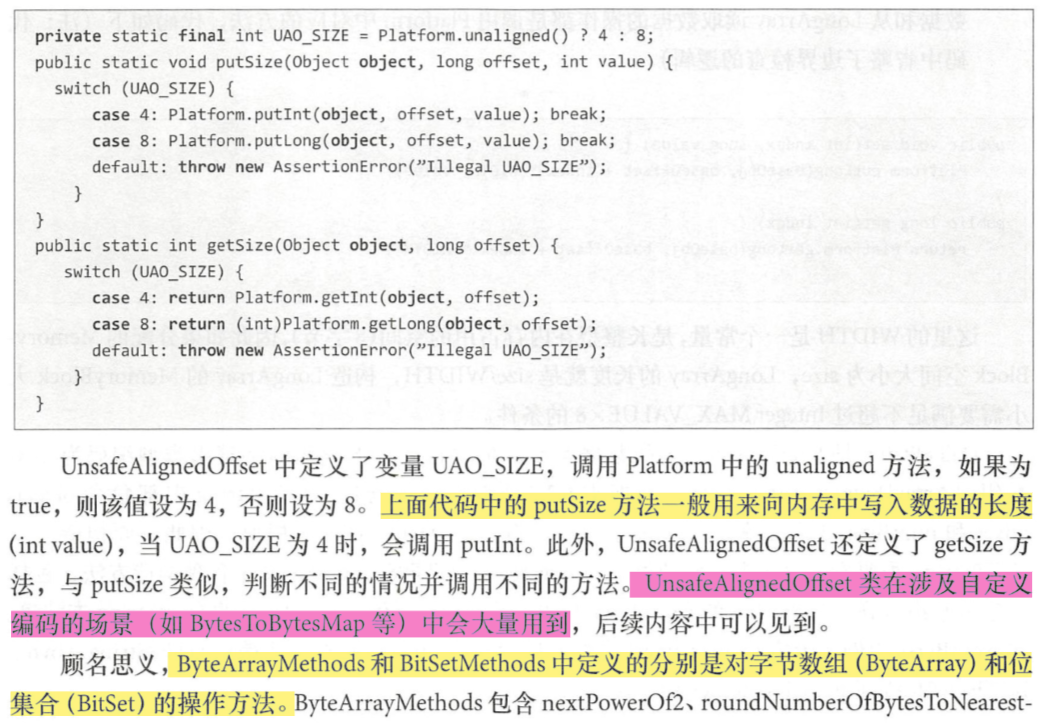 private static final int UAO_SIZE = Platform.unaligned() ? 4 : 8;
public static void putSize(Object object, long offset, int value) {
switch (UAO_SIZE) {
case 4: Platform.putInt(object, offset, value); break;
case 8: Platform.putLong(object, offset, value); break;
default: throw new AssertionError(”Illegal UAO_SIZE”);
}
}
public static int getSize(Object object, long offset) {
switch (UAO_SIZE) {
case 4: return Platform.getInt(object, offset);
case 8: return (int)Platform.getLong(object, offset);
default: throw new AssertionError(”Illegal UAO_SIZE”);
}
}
UnsafeAlignedOffset 中定义了变量 UAO_SIZE，调用 Platform 中的 unaligned 方法，如果为
true，则该值设为 4，否则设为 8。上面代码中的 putSize 方法一般用来向内存中写入数据的长度
(int value)，当 UAO_SIZE 为 4 时，会调用 putInt。此外，UnsafeAlignedOffset 还定义了 getSize 方
法，与 putSize 类似，判断不同的情况并调用不同的方法。UnsafeAlignedOffset 类在涉及自定义
编码的场景（如 BytesToBytesMap 等）中会大量用到，后续内容中可以见到。
顾名思义，ByteArrayMethods 和 BitSetMethods 中定义的分别是对字节数组 (ByteArray) 和位
集合 (BitSet) 的操作方法。ByteArrayMethods 包含 nextPowerOf2、roundNumberOfBytesToNearest-